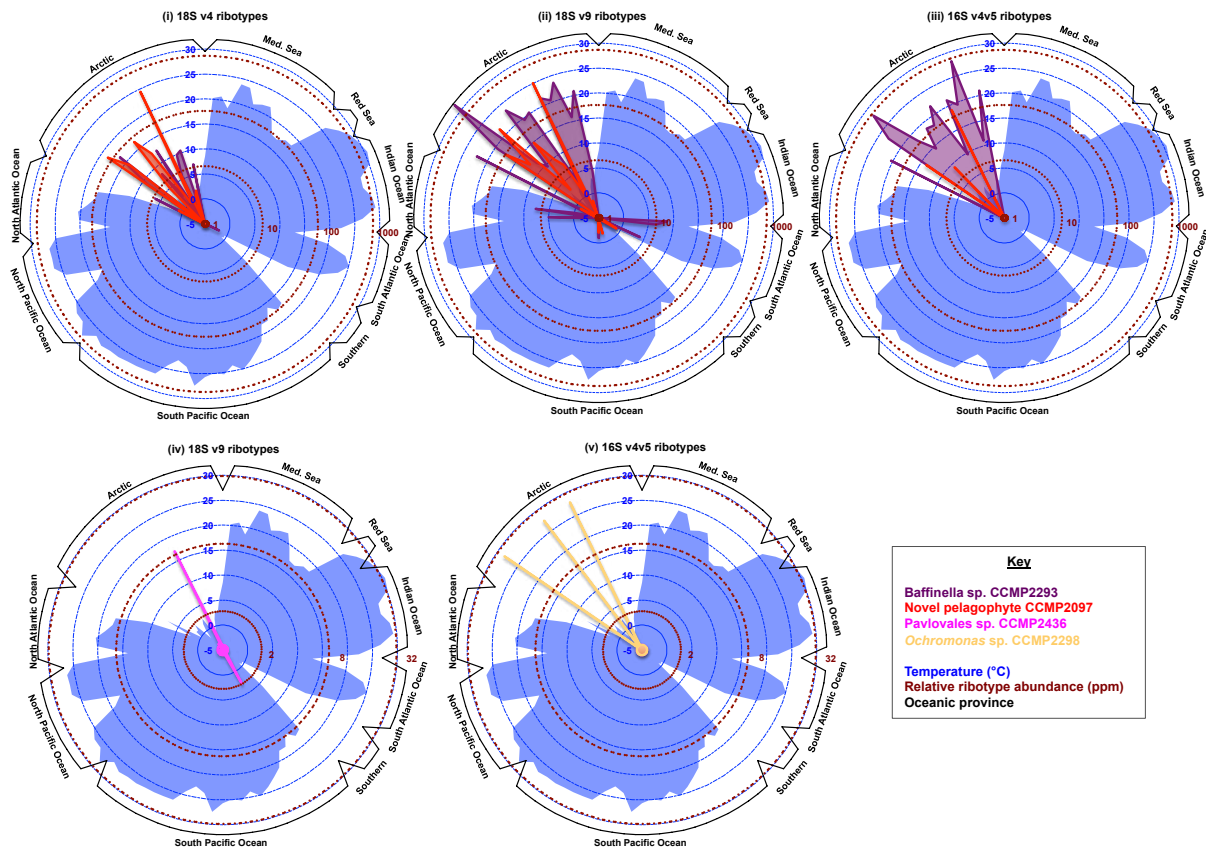 (i) 18S v4 ribotypes
(ii) 18S v9 ribotypes
(iii) 16S v4v5 ribotypes
Arctic
Med. Sea
Red Sea
Indian Ocean
South Atlantic Ocean
Southern
South Pacific Ocean
North Pacific Ocean
North Atlantic Ocean
30
25
20
15
10
5
0
-5
1
10
100
000
Arctic
Med. Sea
Red Sea
Indian Ocean
South Atlantic Ocean
Southern
South Pacific Ocean
North Pacific Ocean
North Atlantic Ocean
30
25
20
15
10
5
0
-5
1
10
100
000
Arctic
Med. Sea
Red Sea
Indian Ocean
South Atlantic Ocean
Southern
South Pacific Ocean
North Pacific Ocean
North Atlantic Ocean
30
25
20
15
10
5
0
-5
1
10
100
000
(iv) 18S v9 ribotypes
(v) 16S v4v5 ribotypes
Arctic
Med. Sea
Red Sea
Indian Ocean
South Atlantic Ocean
Southern
South Pacific Ocean
North Pacific Ocean
North Atlantic Ocean
30
25
20
15
10
5
0
-5
2
8
32
Arctic
Med. Sea
Red Sea
Indian Ocean
South Atlantic Ocean
Southern
South Pacific Ocean
North Pacific Ocean
North Atlantic Ocean
30
25
20
15
10
5
0
-5
2
8
32
Key
Baffinella sp. CCMP2293
Novel pelagophyte CCMP2097
Pavlovales sp. CCMP2436
Ochromonas sp. CCMP2298
Temperature (°C)
Relative ribotype abundance (ppm)
Oceanic province